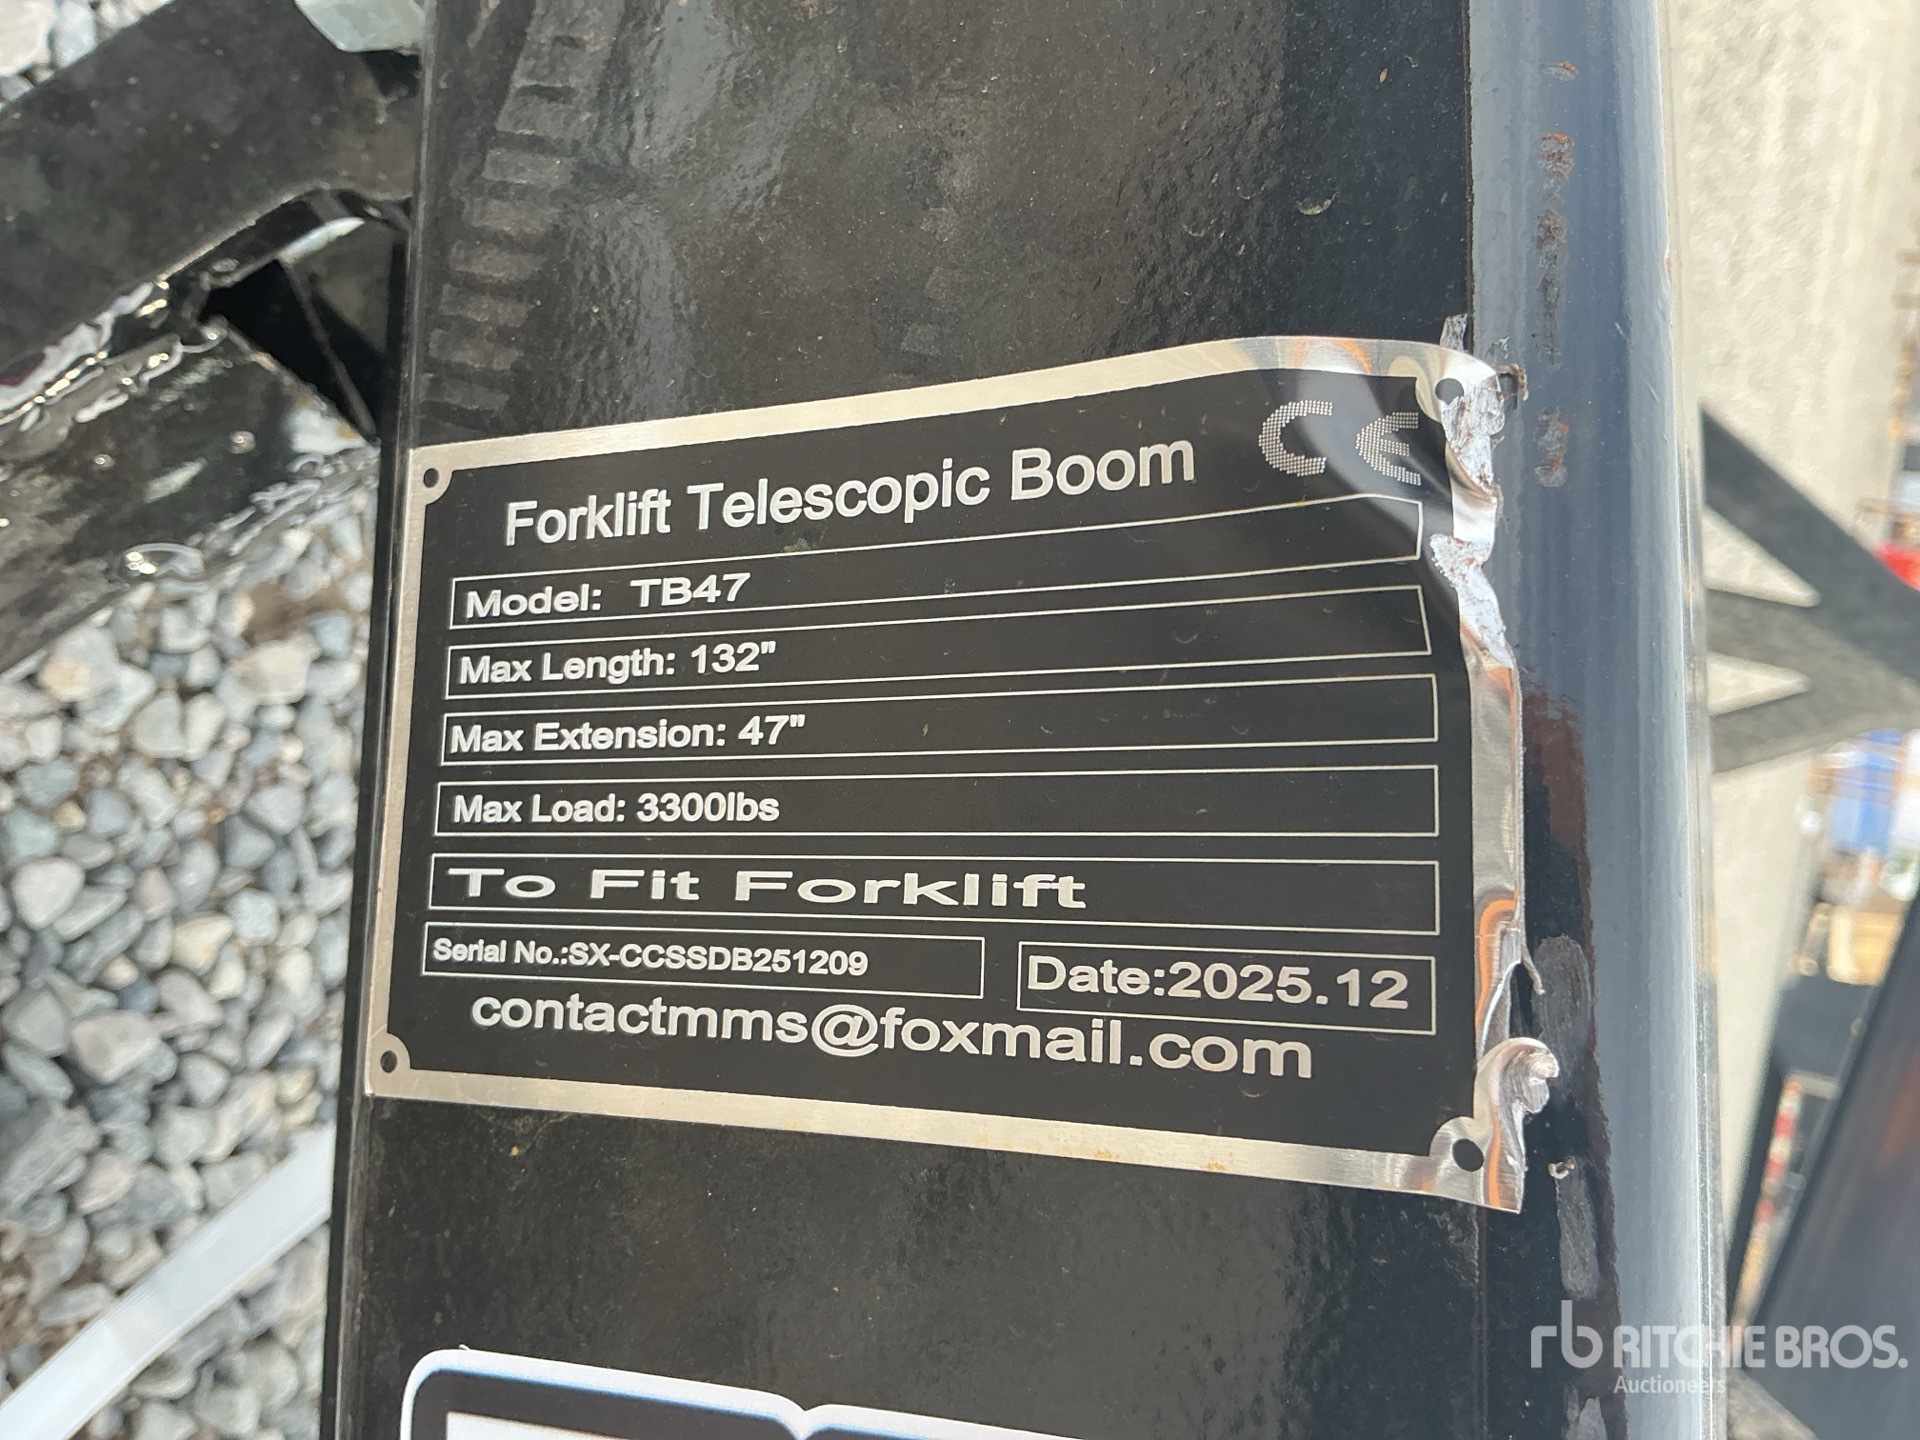 Forklift Telescopic Boom CE
Model: TB47
Max Length: 132"
Max Extension: 47"
Max Load: 3300lbs
To Fit Forklift
Serial No.:SX-CCSSDB251209 Date:2025.12
contactmms@foxmail.com
rb RITCHIE BROS.
Auctioneers